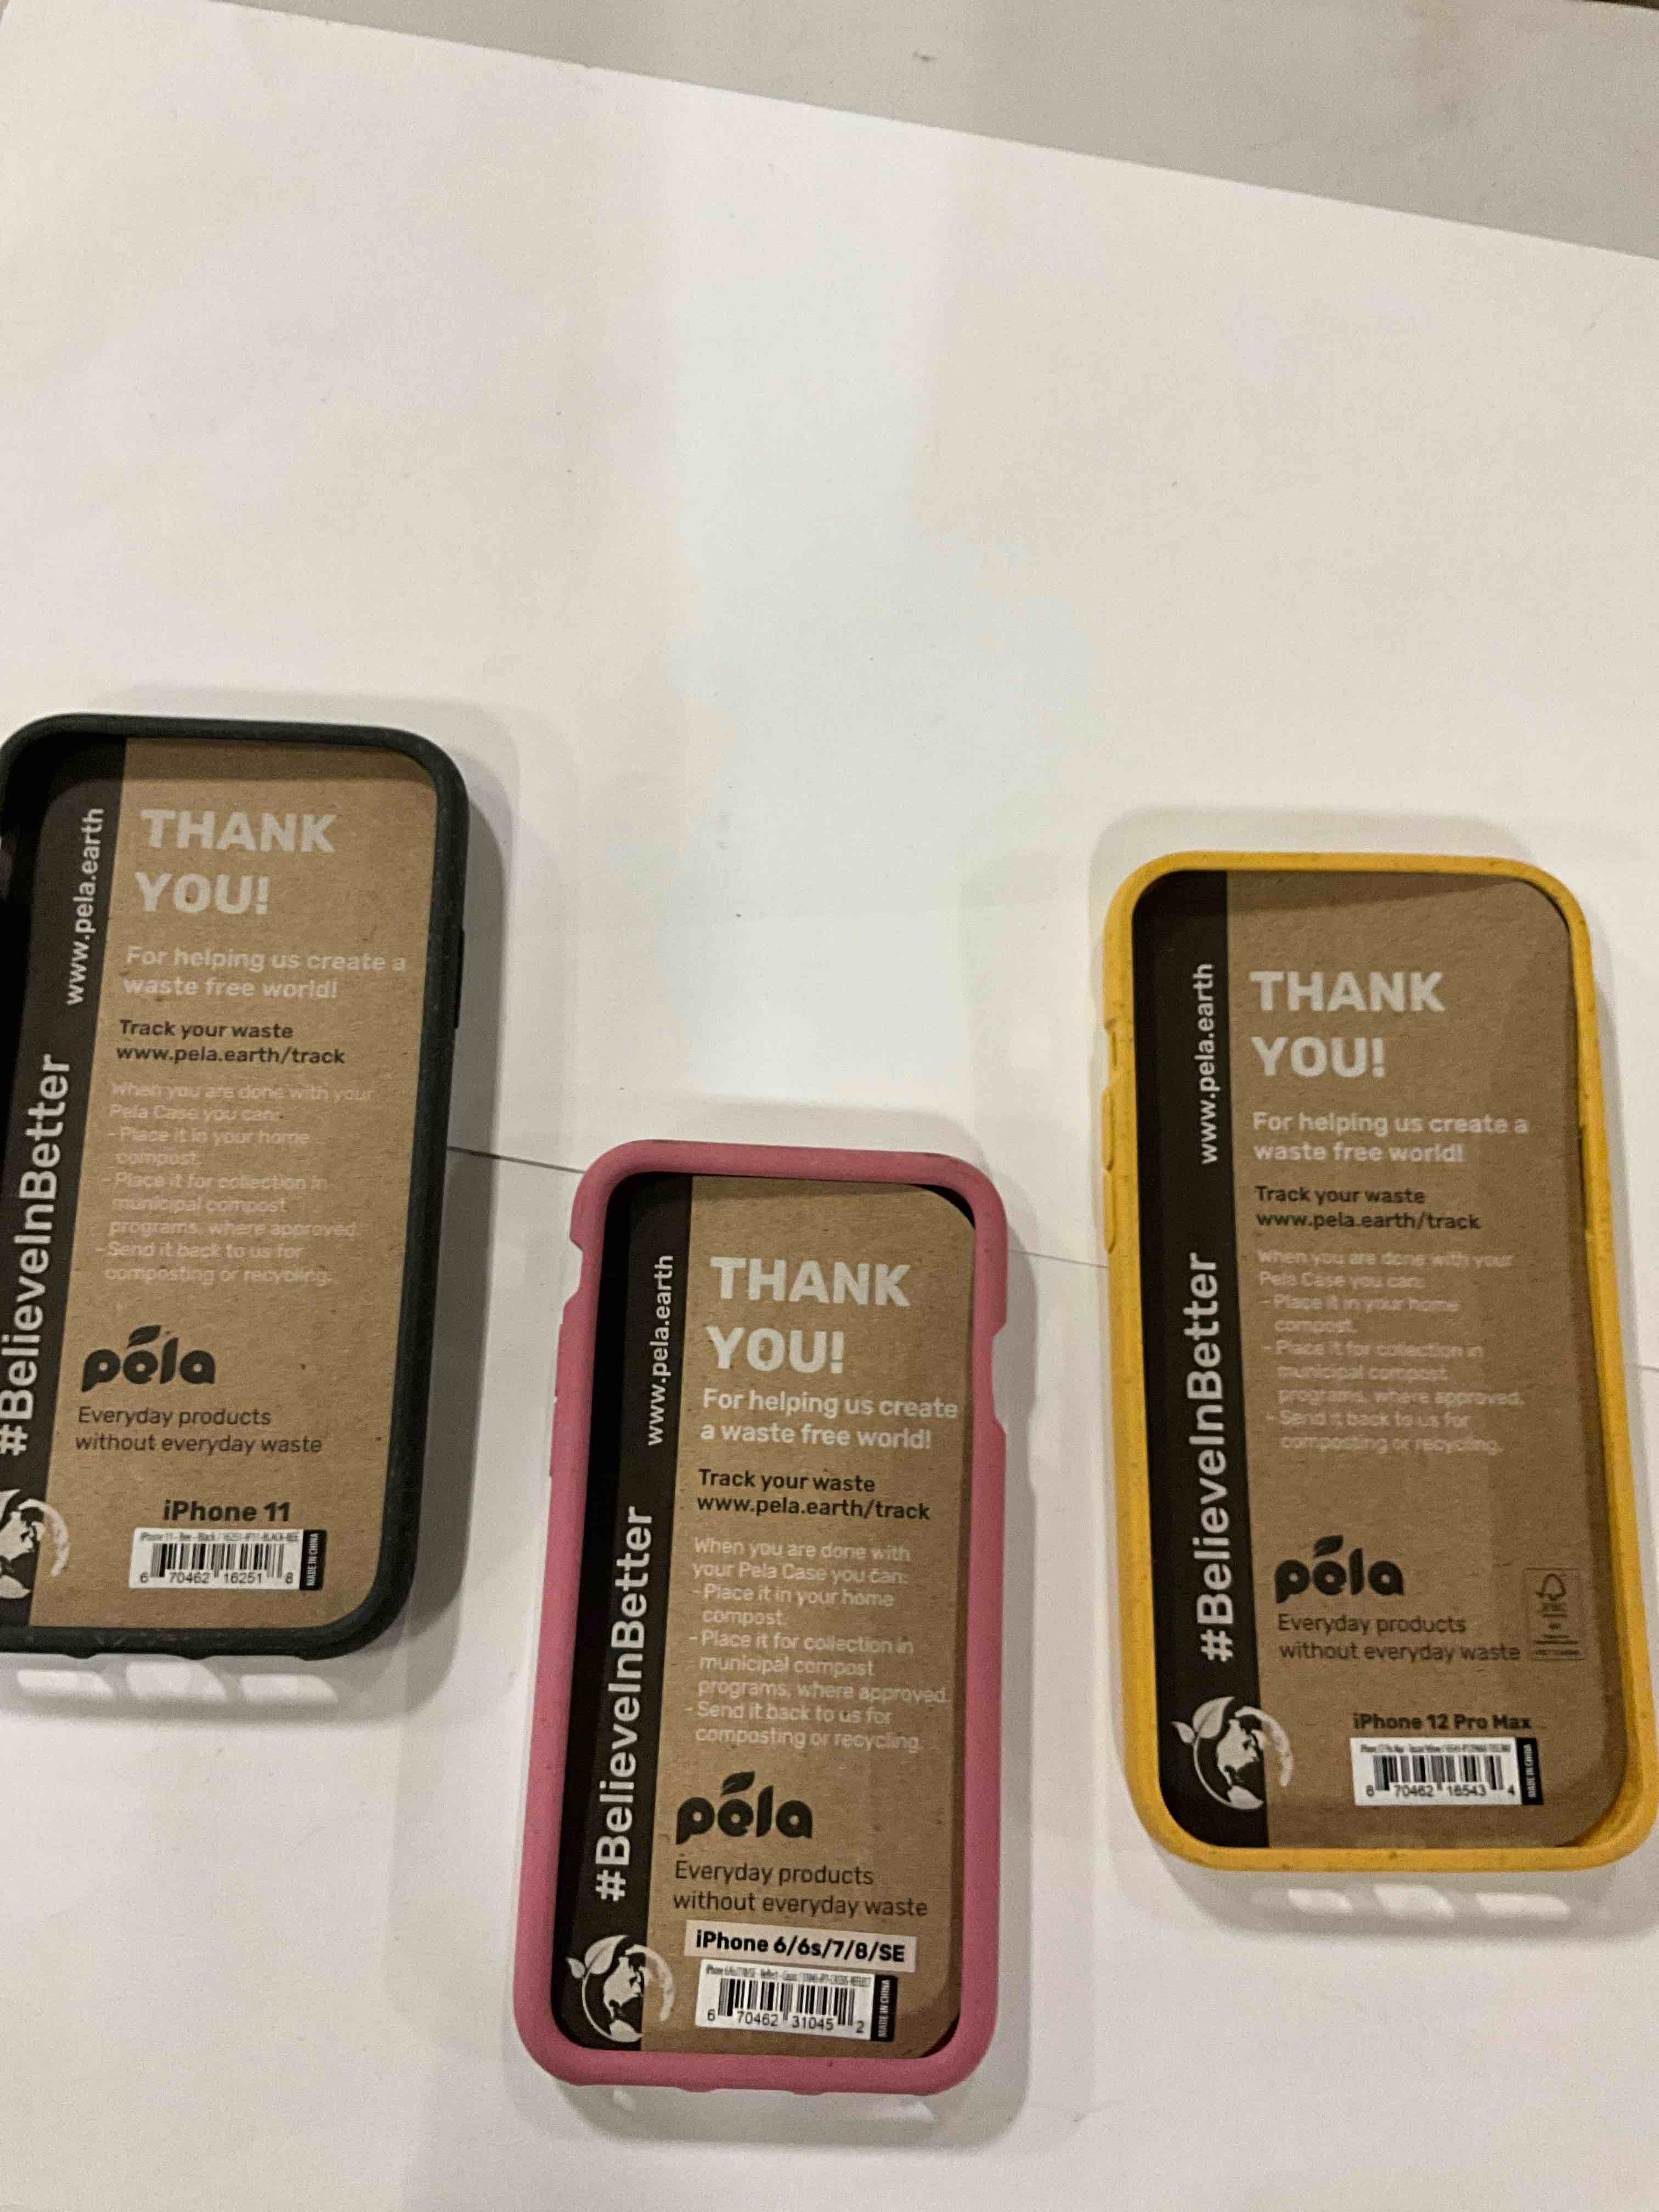 www.pela.earth
#BelieveInBetter
THANK
YOU!
For helping us create a
waste free world!
Track your waste
www.pela.earth/track
When you are done with your
Pela Case you can:
- Place it in your home
compost.
- Place it for collection in
municipal compost
programs, where approved.
- Send it back to us for
composting or recycling.
pela
Everyday products
without everyday waste
iPhone 11
iPhone 11 - Bee - Black / 16251-IP11-BLACK-BEE
6 70462 16251 8
MADE IN CHINA
www.pela.earth
#BelieveInBetter
THANK
YOU!
For helping us create
a waste free world!
Track your waste
www.pela.earth/track
When you are done with
your Pela Case you can:
- Place it in your home
compost.
- Place it for collection in
municipal compost
programs, where approved.
- Send it back to us for
composting or recycling.
pela
Everyday products
without everyday waste
iPhone 6/6s/7/8/SE
6 70462 31045 2
MADE IN CHINA
www.pela.earth
#BelieveInBetter
THANK
YOU!
For helping us create a
waste free world!
Track your waste
www.pela.earth/track
When you are done with your
Pela Case you can:
- Place it in your home
compost.
- Place it for collection in
municipal compost
programs, where approved.
- Send it back to us for
composting or recycling.
pela
Everyday products
without everyday waste
iPhone 12 Pro Max
6 70462 16543 4
MADE IN CHINA